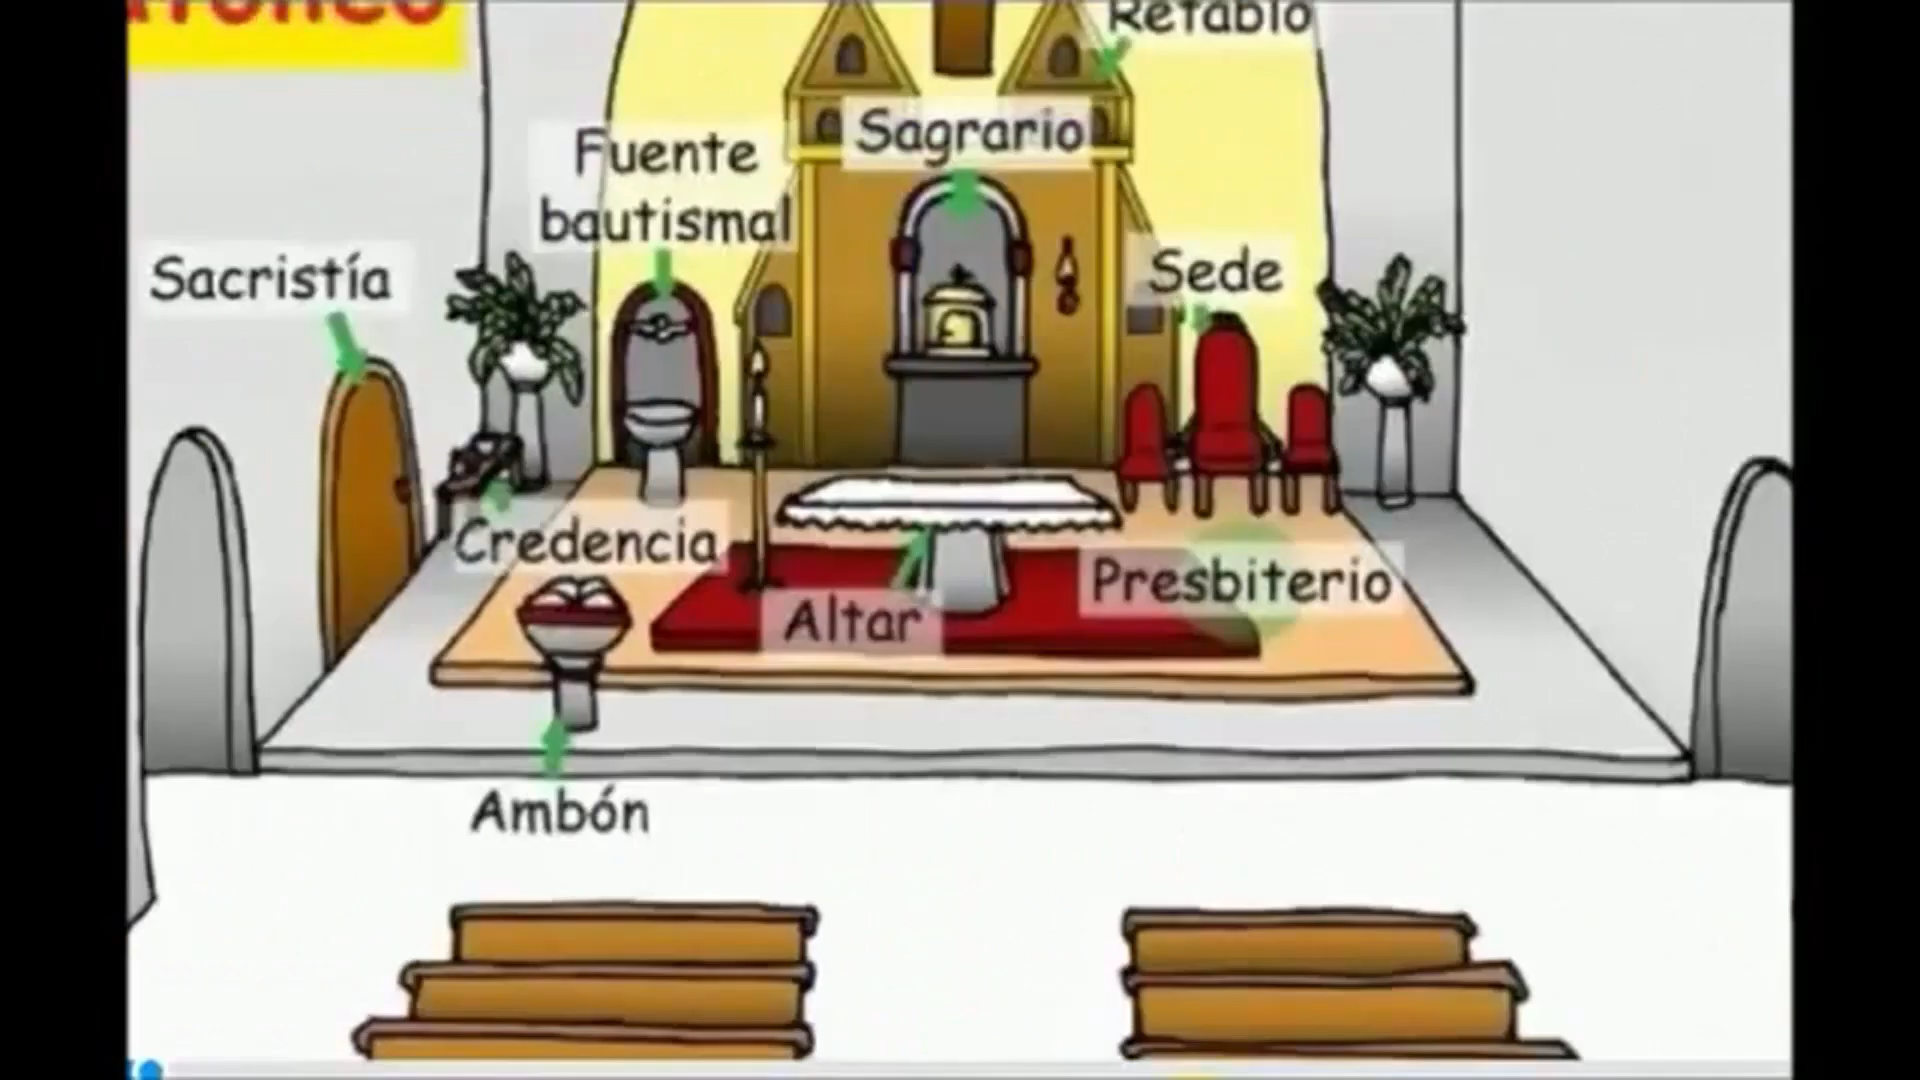 Retablo
Sagrario
Fuente
bautismal
Sacristía
Sede
Credencia
Presbiterio
Altar
Ambón